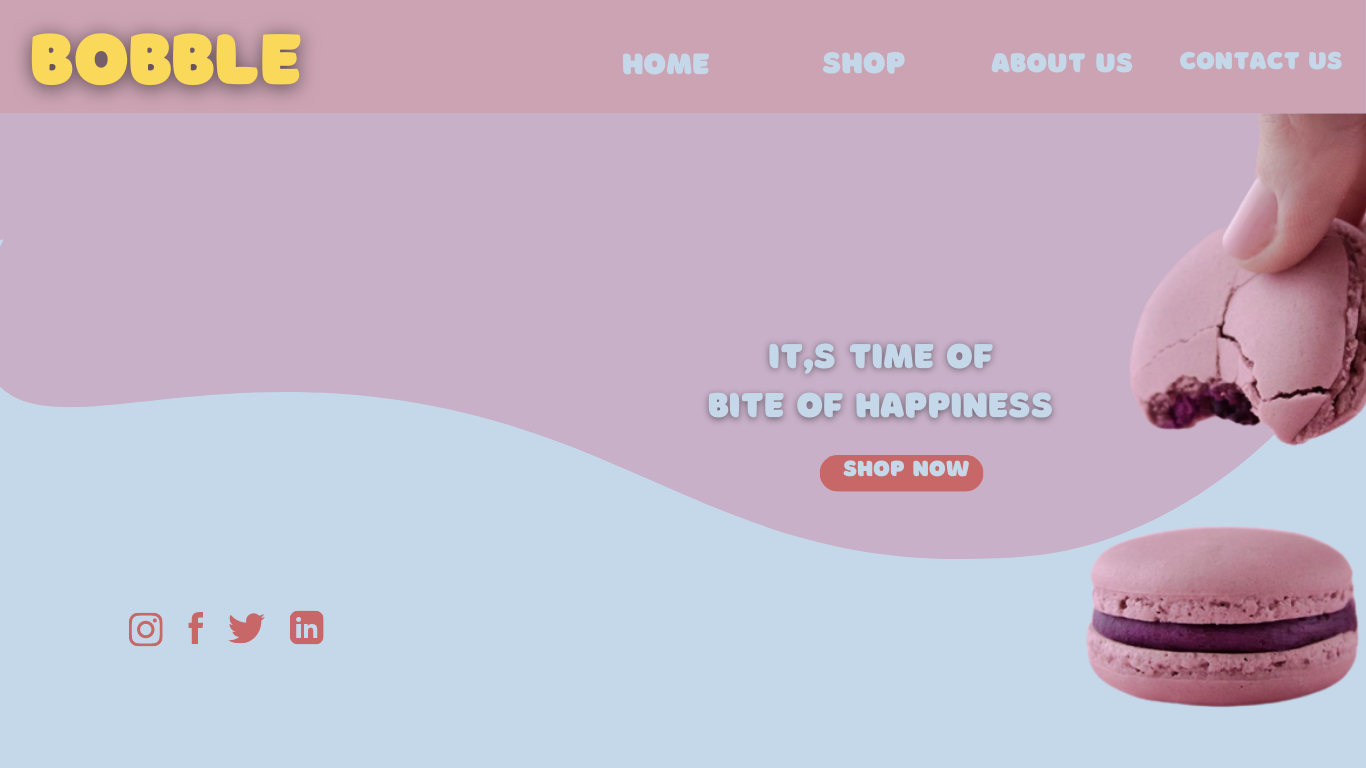 BOBBLE
HOME SHOP ABOUT US CONTACT US
IT,S TIME OF
BITE OF HAPPINESS
SHOP NOW